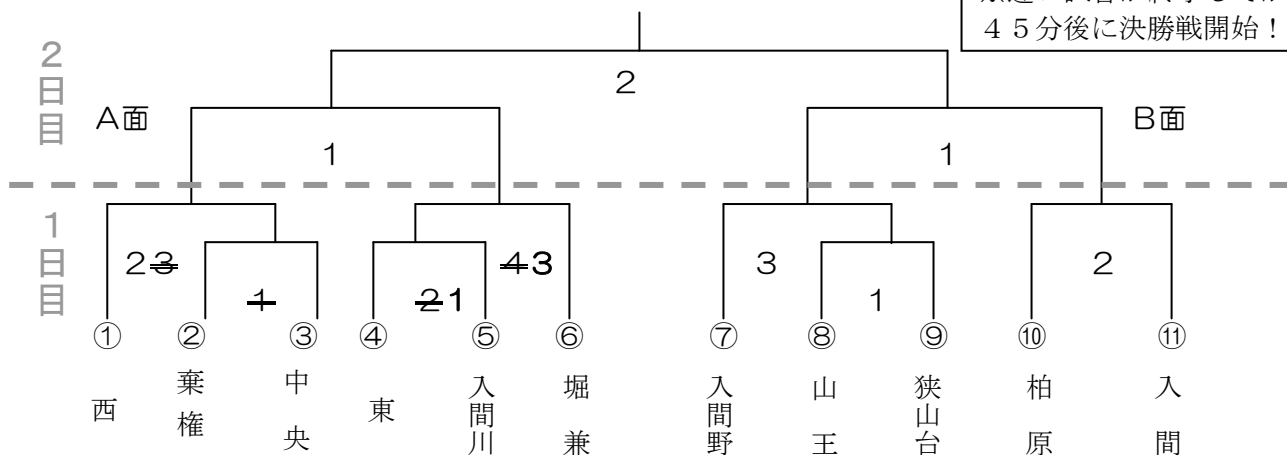 ４５分後に決勝戦開始！
2日目
A面
2
B面
1
1
1日目
2 3
4 3
3
2
1
2 1
1
① ② ③ ④ ⑤ ⑥ ⑦ ⑧ ⑨ ⑩ ⑪
西
棄権
中央
東
入間川
堀兼
入間野
山王
狭山台
柏原
入間